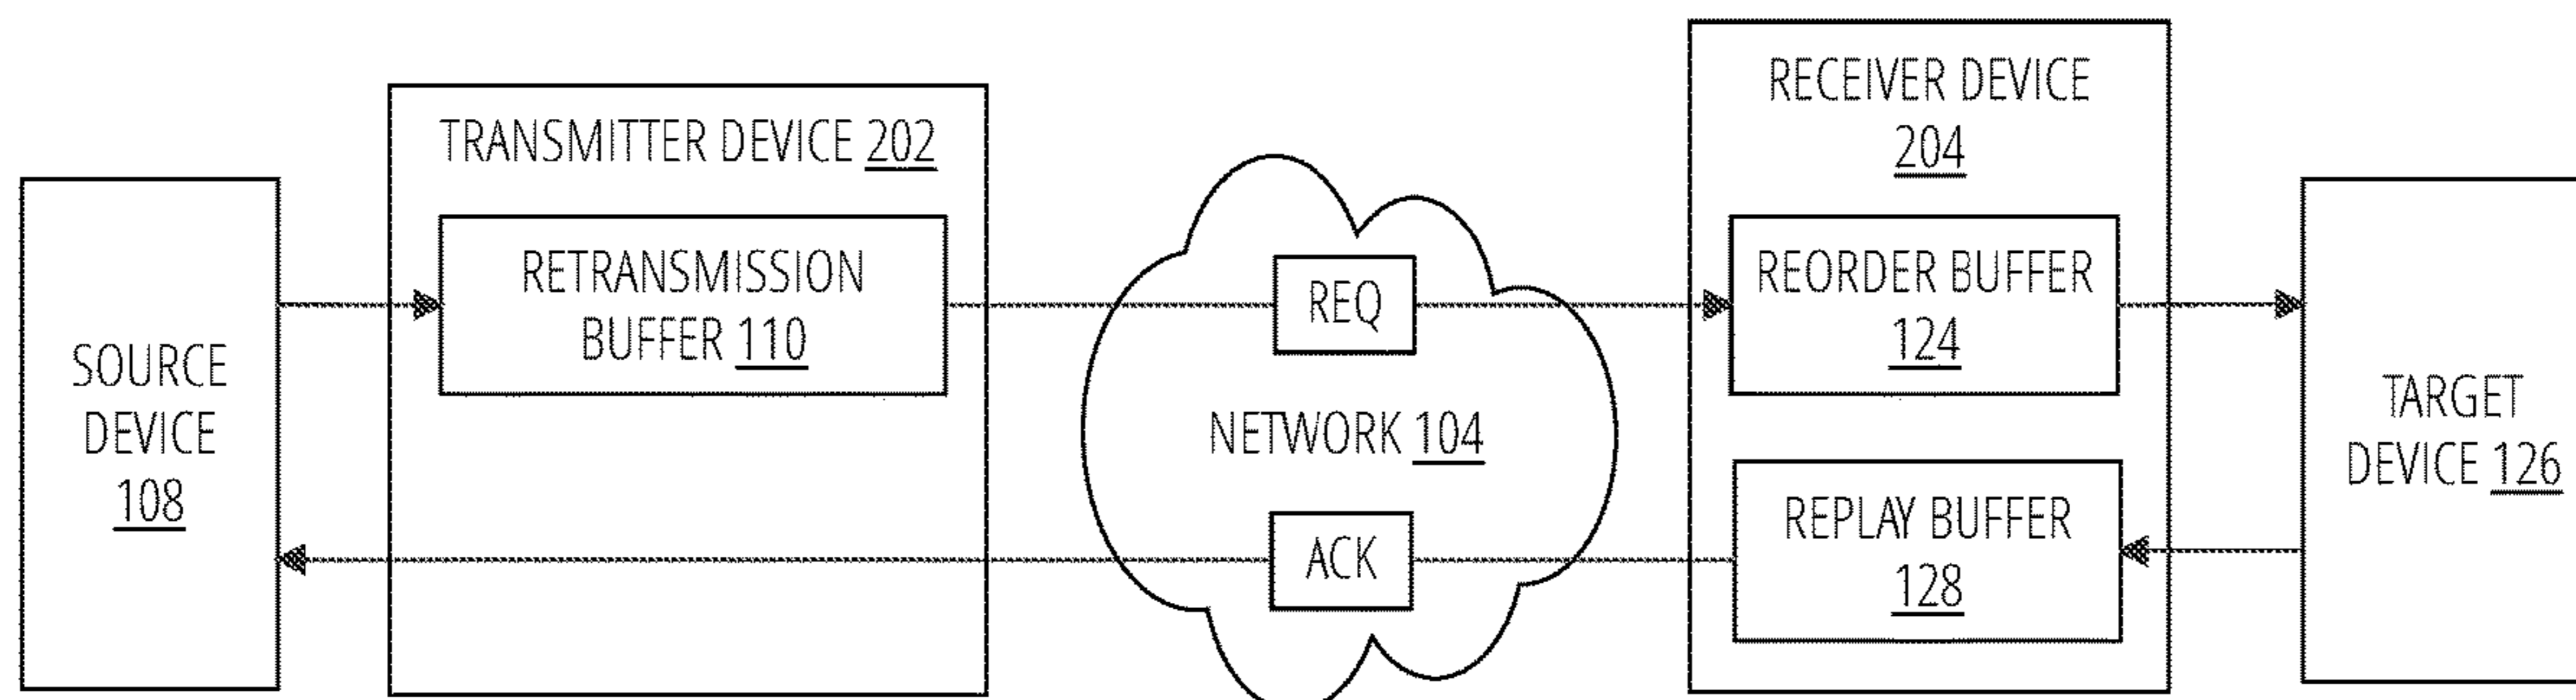 SOURCE
DEVICE
108
TRANSMITTER DEVICE 202
RETRANSMISSION
BUFFER 110
REQ
NETWORK 104
ACK
RECEIVER DEVICE
204
REORDER BUFFER
124
REPLAY BUFFER
128
TARGET
DEVICE 126